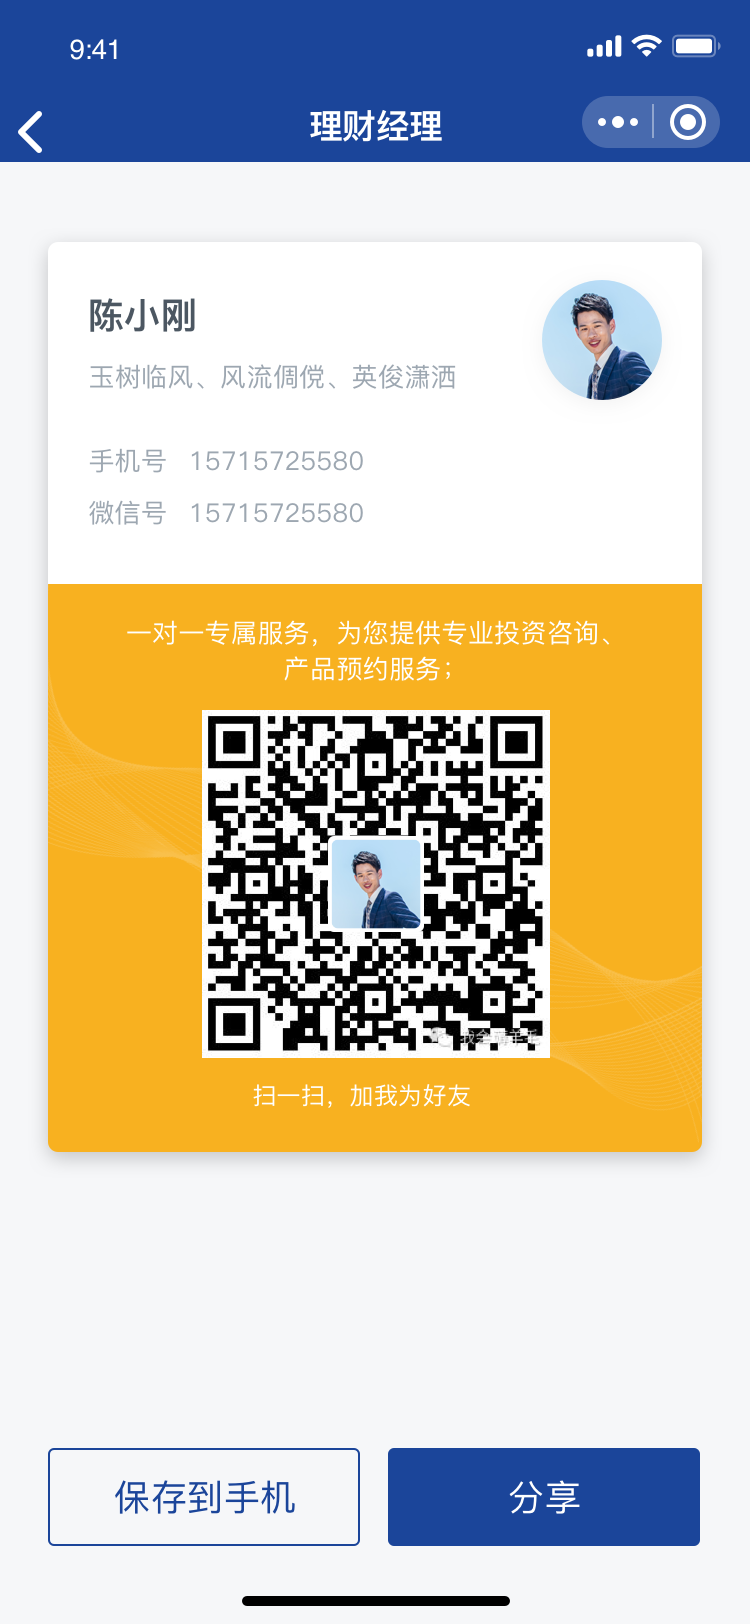 9:41
理财经理
陈小刚
玉树临风、风流倜傥、英俊潇洒
手机号 15715725580
微信号 15715725580
一对一专属服务，为您提供专业投资咨询、
产品预约服务；
扫一扫，加我为好友
保存到手机
分享